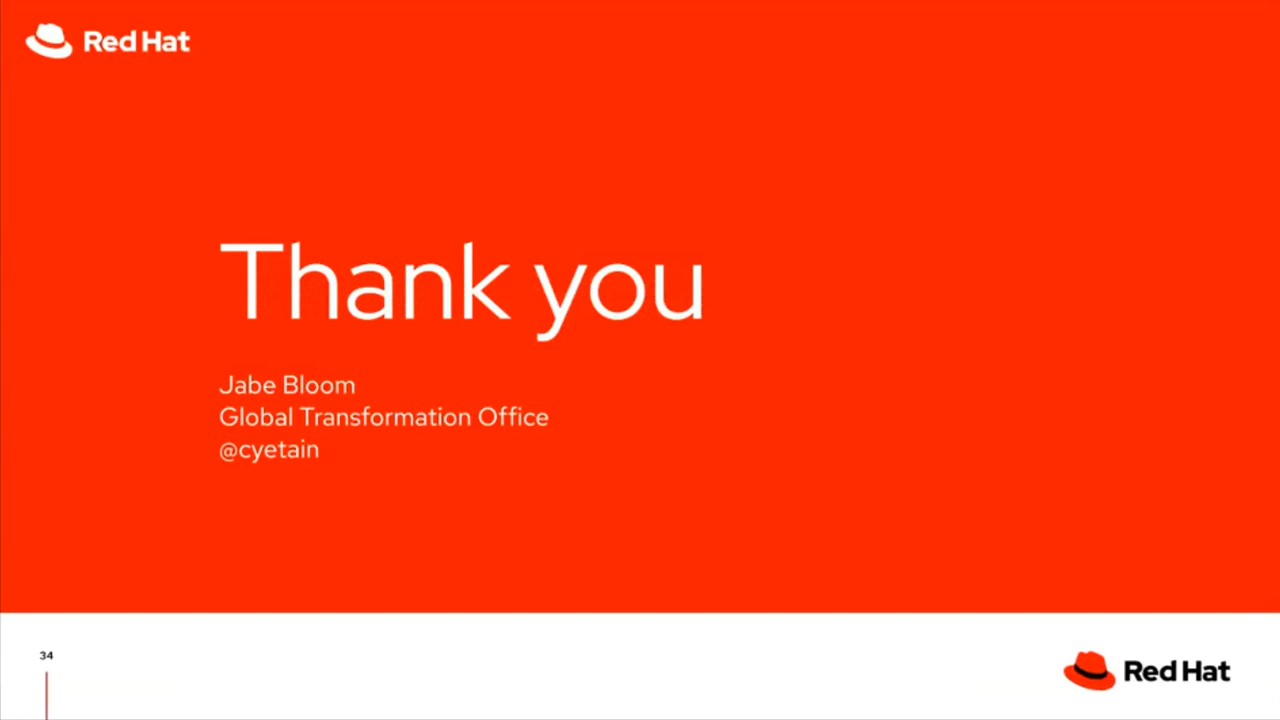 Red Hat
Thank you
Jabe Bloom
Global Transformation Office
@cyetain
34
Red Hat